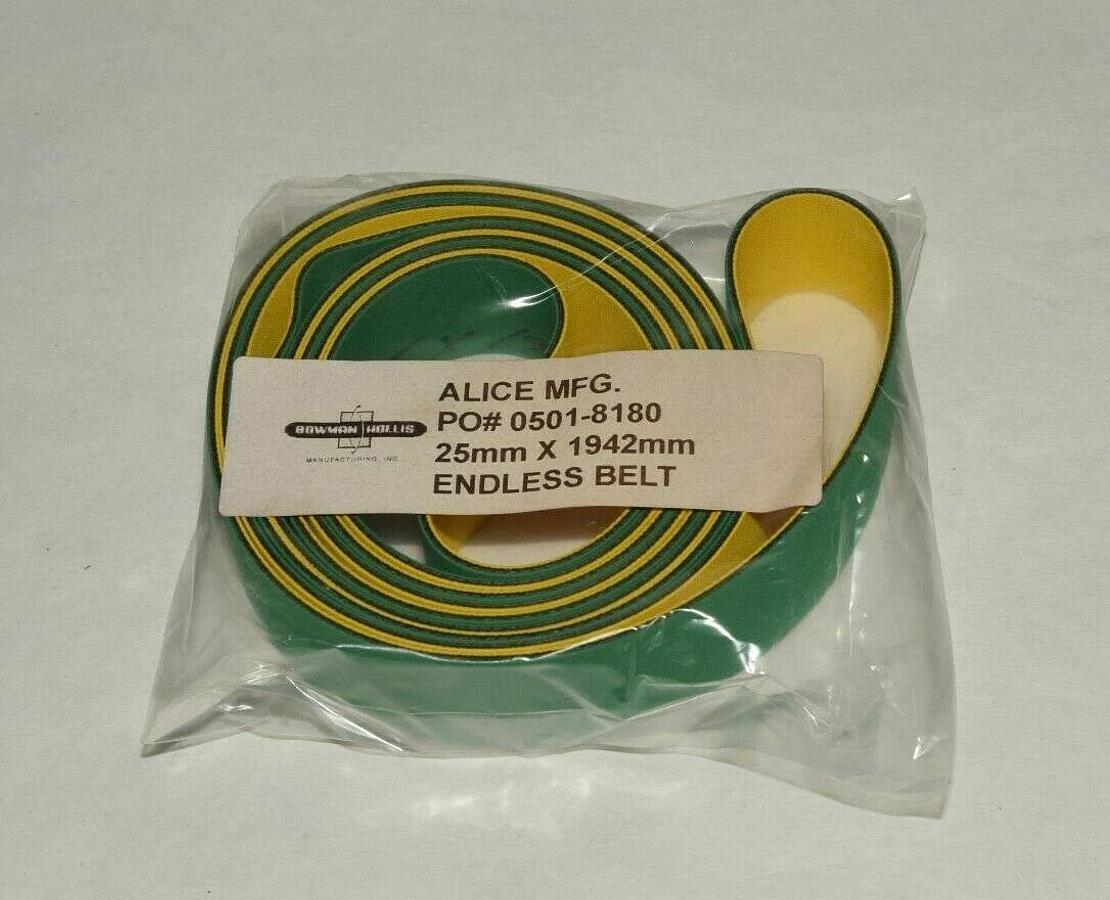 BOWMAN HOLLIS
MANUFACTURING, INC.
ALICE MFG.
PO# 0501-8180
25mm X 1942mm
ENDLESS BELT